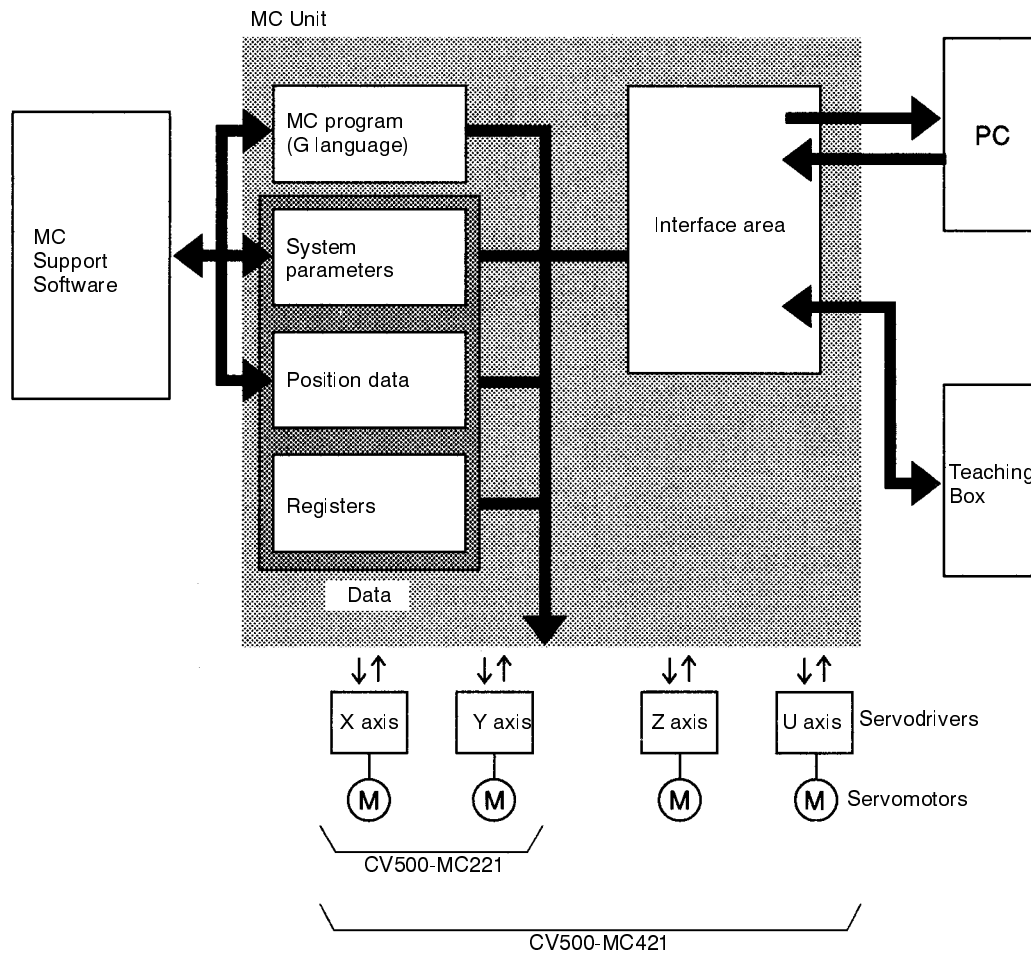 MC Unit
MC program
(G language)
PC
MC
Support
Software
System
parameters
Interface area
Position data
Teaching
Box
Registers
Data
X axis
Y axis
Z axis
U axis
Servodrivers
M
M
M
M
Servomotors
CV500-MC221
CV500-MC421